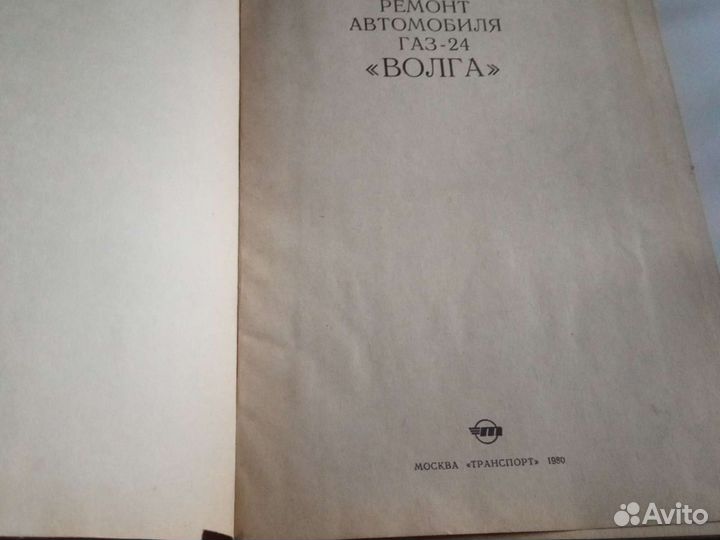 РЕМОНТ
АВТОМОБИЛЯ
ГАЗ-24
«ВОЛГА»
МОСКВА «ТРАНСПОРТ» 1980
Avito